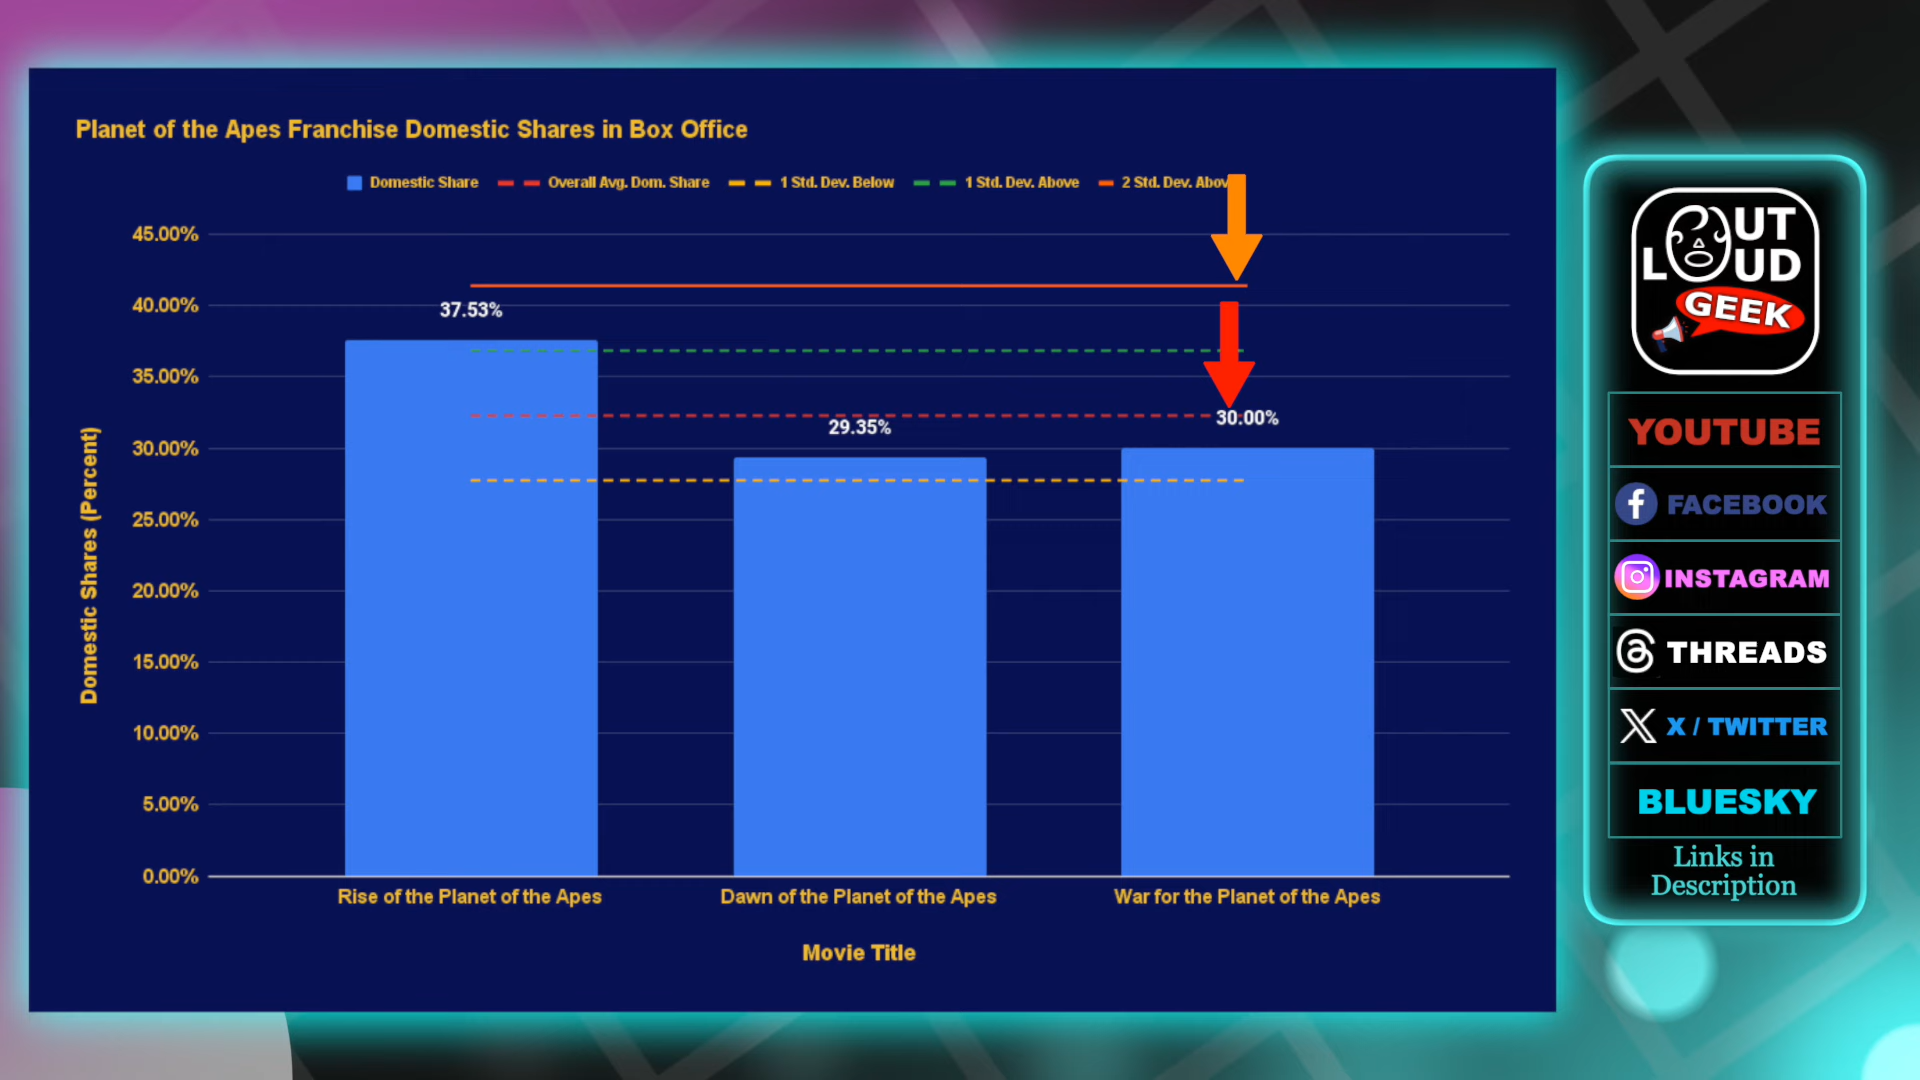 Planet of the Apes Franchise Domestic Shares in Box Office
Domestic Share
Overall Avg. Dom. Share
1 Std. Dev. Below
1 Std. Dev. Above
2 Std. Dev. Abov
45.00%
40.00%
35.00%
30.00%
25.00%
20.00%
15.00%
10.00%
5.00%
0.00%
Domestic Shares (Percent)
37.53%
29.35%
30.00%
Rise of the Planet of the Apes
Dawn of the Planet of the Apes
War for the Planet of the Apes
Movie Title
OUT
LOUD
GEEK
YOUTUBE
FACEBOOK
INSTAGRAM
THREADS
X / TWITTER
BLUESKY
Links in
Description